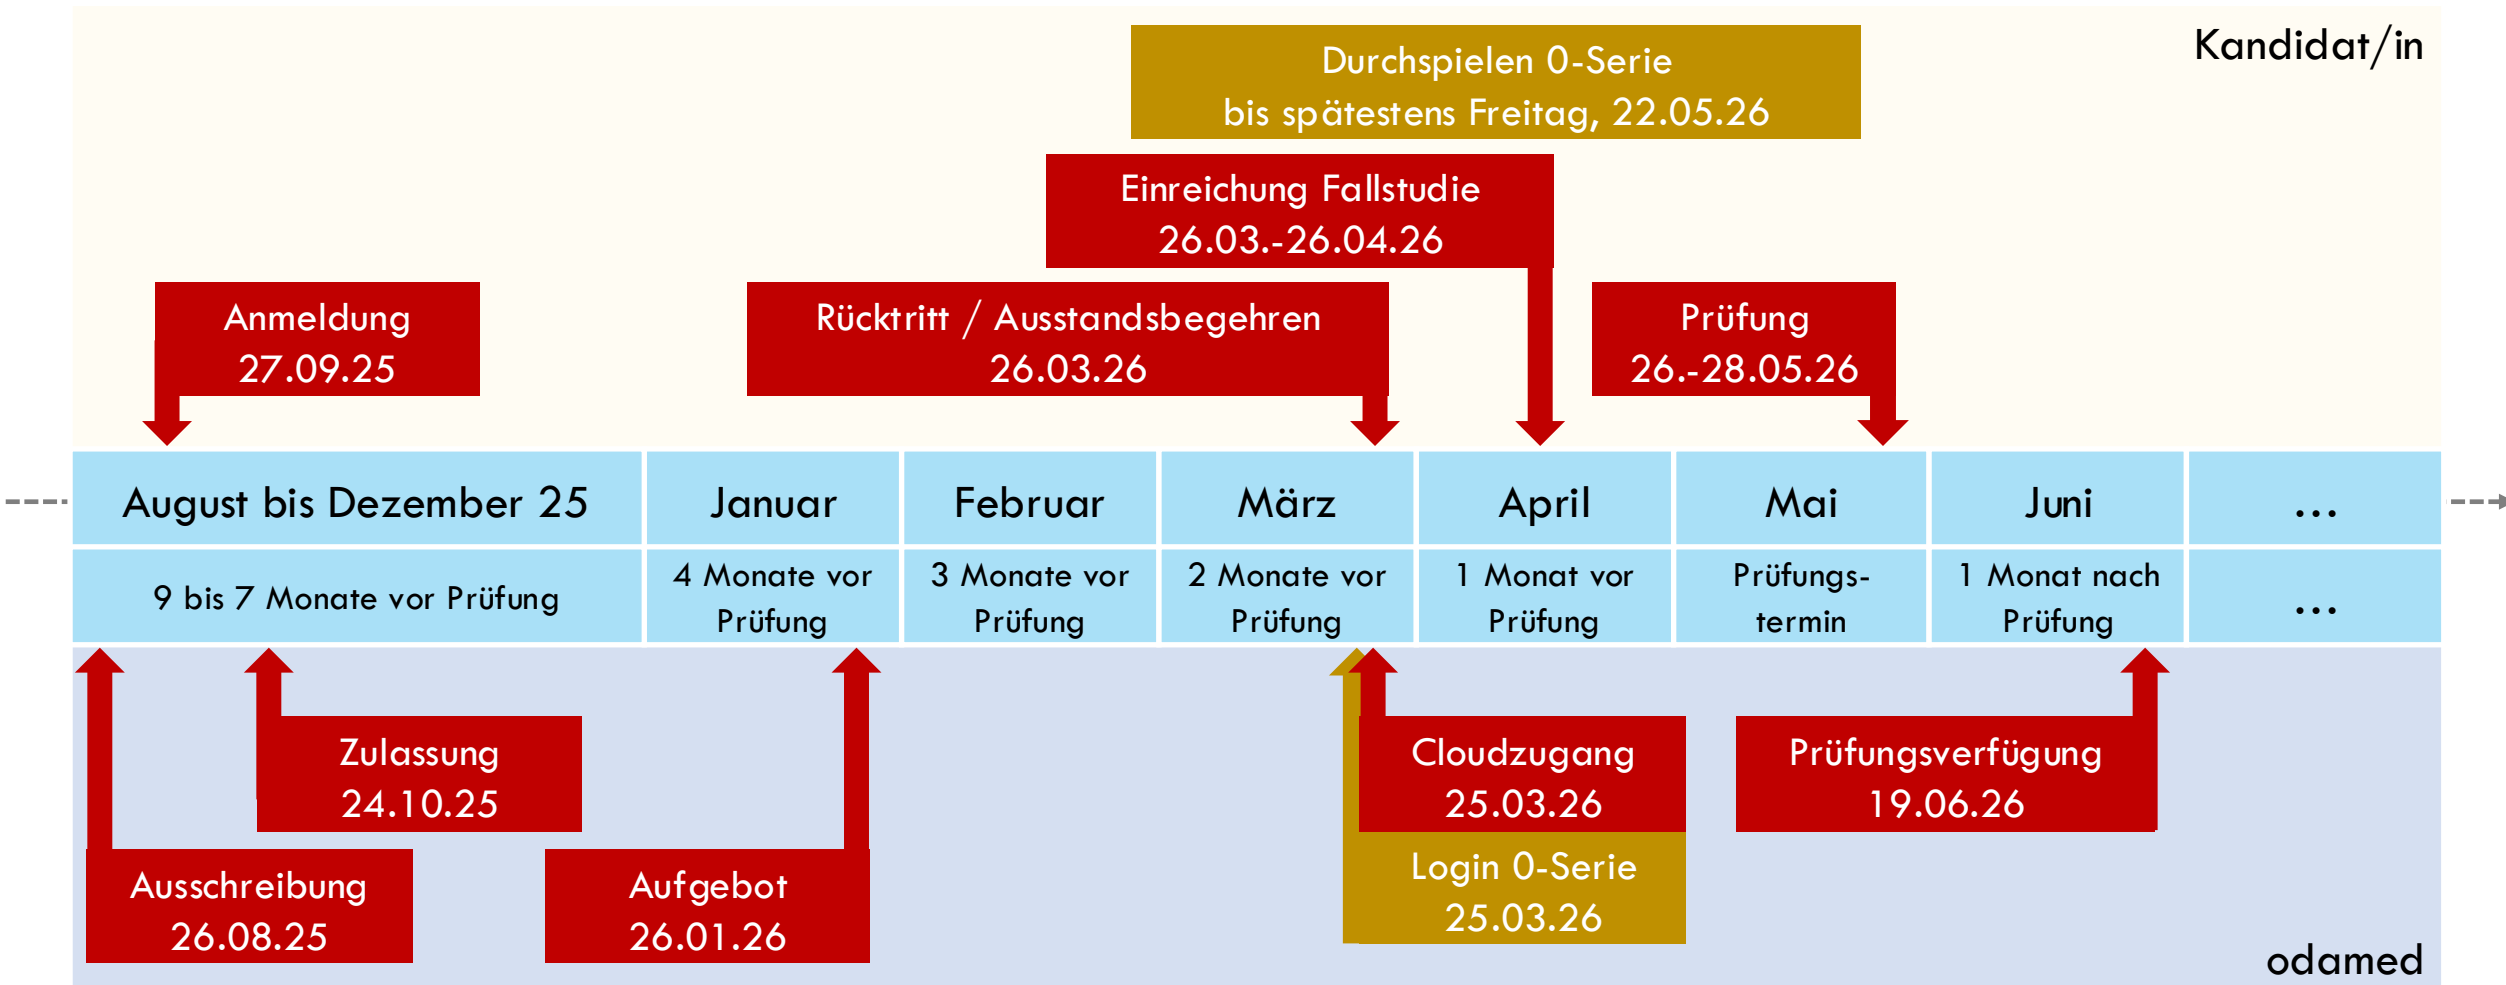 Kandidat/in
Durchspielen 0-Serie
bis spätestens Freitag, 22.05.26
Einreichung Fallstudie
26.03.-26.04.26
Anmeldung
27.09.25
Rücktritt / Ausstandsbegehren
26.03.26
Prüfung
26.-28.05.26
August bis Dezember 25
Januar
Februar
März
April
Mai
Juni
...
9 bis 7 Monate vor Prüfung
4 Monate vor
Prüfung
3 Monate vor
Prüfung
2 Monate vor
Prüfung
1 Monat vor
Prüfung
Prüfungs-
termin
1 Monat nach
Prüfung
...
Zulassung
24.10.25
Cloudzugang
25.03.26
Prüfungsverfügung
19.06.26
Ausschreibung
26.08.25
Aufgebot
26.01.26
Login 0-Serie
25.03.26
odamed